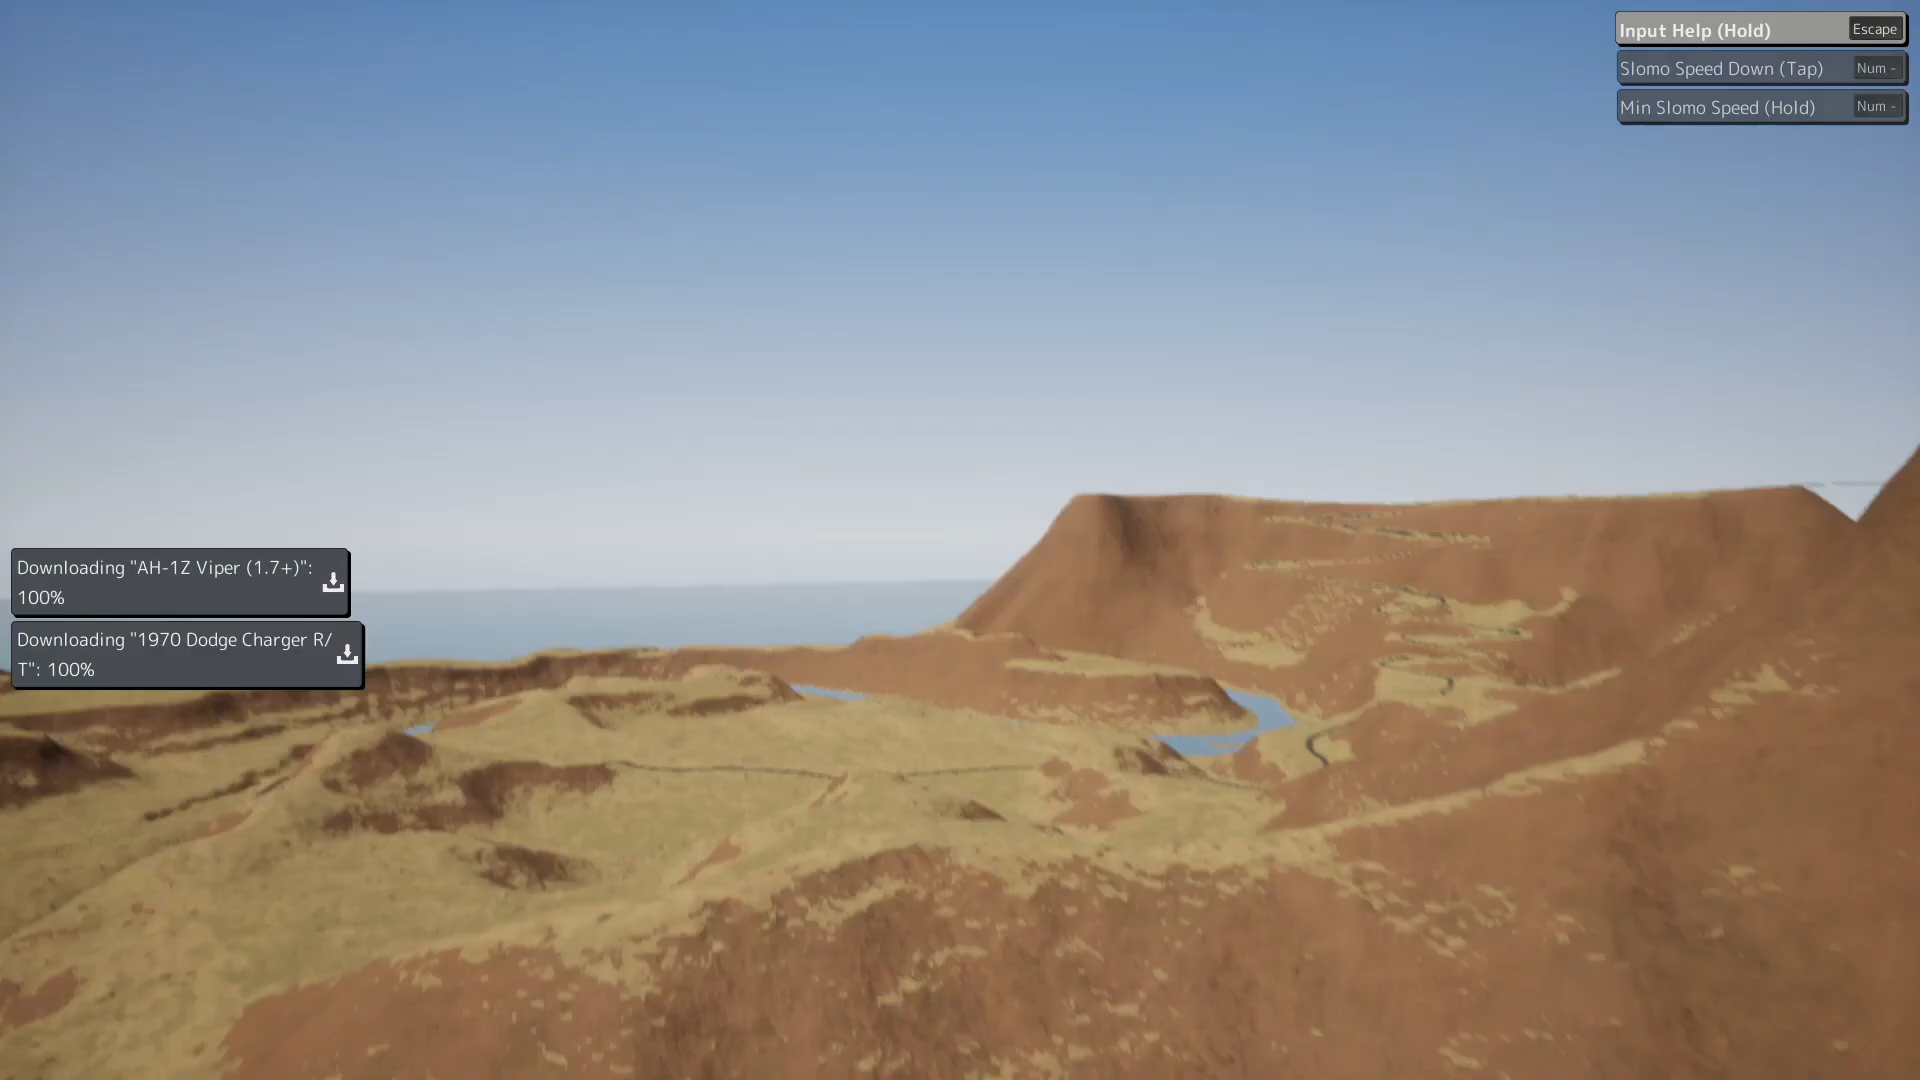 Input Help (Hold) Escape
Slomo Speed Down (Tap) Num -
Min Slomo Speed (Hold) Num -
Downloading "AH-1Z Viper (1.7+)":
100%
Downloading "1970 Dodge Charger R/
T": 100%